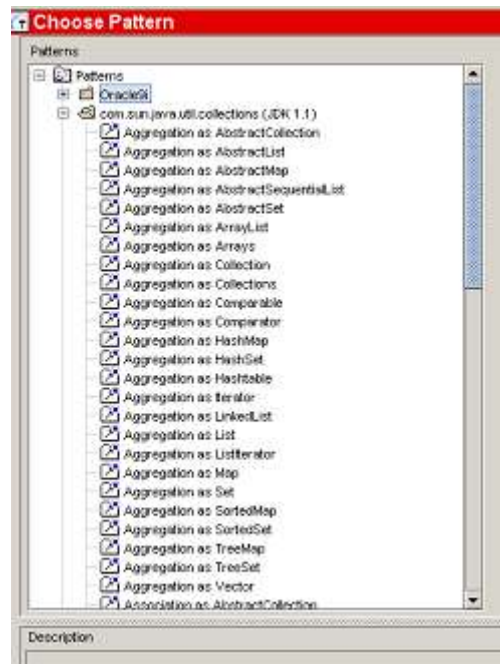 Choose Pattern
Patterns
Patterns
Oracle9i
com.sun.java.util.collections (JDK 1.1)
Aggregation as AbstractCollection
Aggregation as AbstractList
Aggregation as AbstractMap
Aggregation as AbstractSequentialList
Aggregation as AbstractSet
Aggregation as ArrayList
Aggregation as Arrays
Aggregation as Collection
Aggregation as Collections
Aggregation as Comparable
Aggregation as Comparator
Aggregation as HashMap
Aggregation as HashSet
Aggregation as Hashtable
Aggregation as Iterator
Aggregation as LinkedList
Aggregation as List
Aggregation as ListIterator
Aggregation as Map
Aggregation as Set
Aggregation as SortedMap
Aggregation as SortedSet
Aggregation as TreeMap
Aggregation as TreeSet
Aggregation as Vector
Association as AbstractCollection
Description